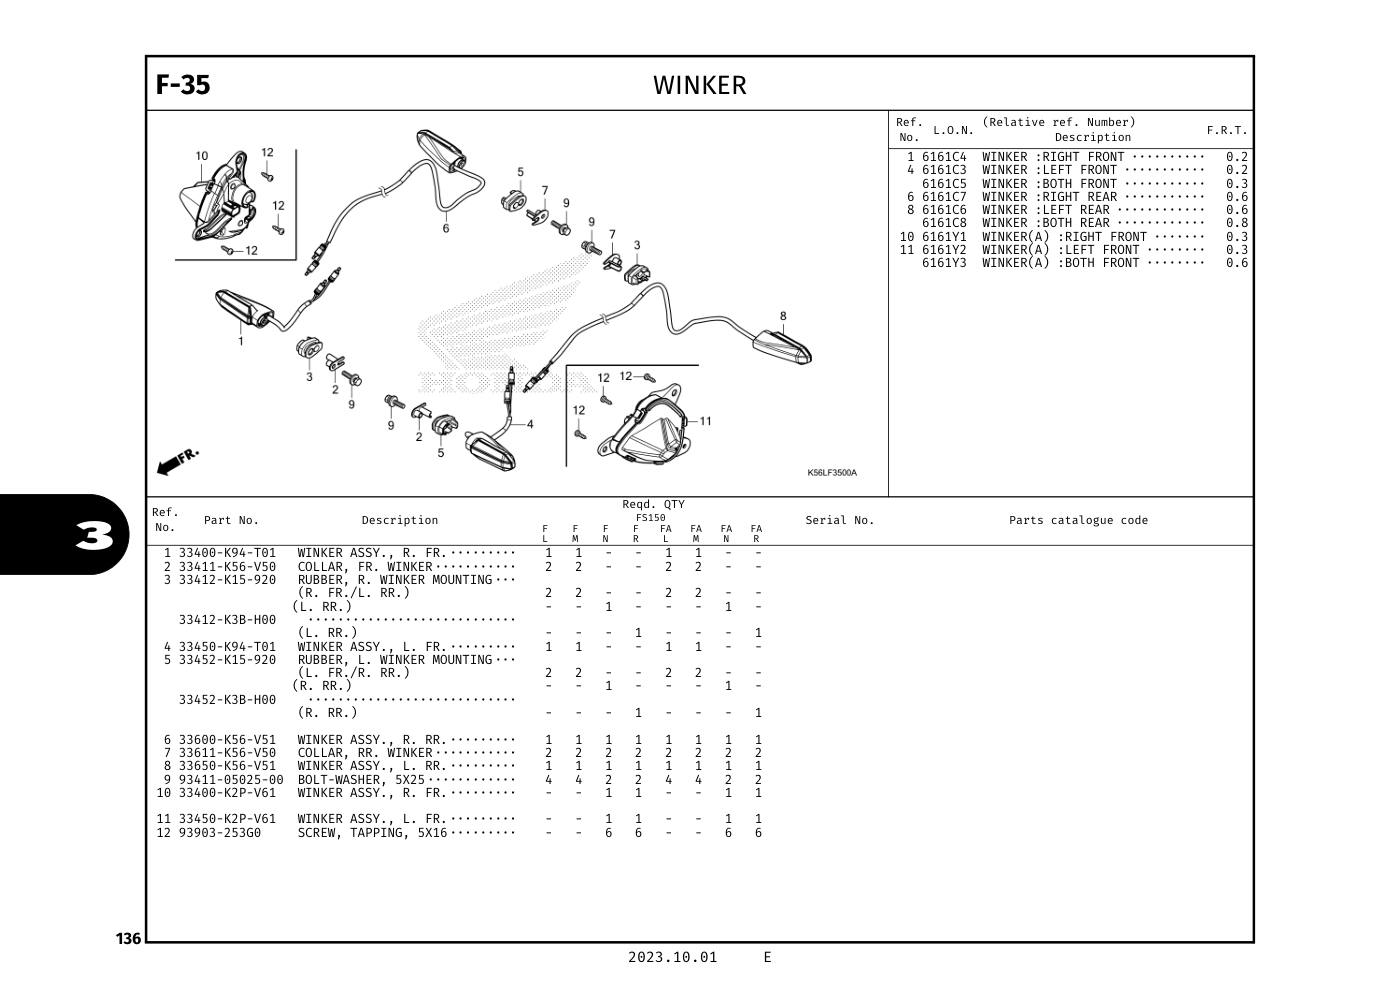 F-35 WINKER
10 12
12
12
1
6
5
7
9
9
7
3
8
3
2
9
9
2
5
4
12 12
12
11
HONDA
FR.
K56LF3500A
Ref. No. L.O.N. (Relative ref. Number) Description F.R.T.
1 6161C4 WINKER :RIGHT FRONT ·········· 0.2
4 6161C3 WINKER :LEFT FRONT ··········· 0.2
6161C5 WINKER :BOTH FRONT ··········· 0.3
6 6161C7 WINKER :RIGHT REAR ··········· 0.6
8 6161C6 WINKER :LEFT REAR ············ 0.6
6161C8 WINKER :BOTH REAR ············ 0.8
10 6161Y1 WINKER(A) :RIGHT FRONT ······· 0.3
11 6161Y2 WINKER(A) :LEFT FRONT ········ 0.3
6161Y3 WINKER(A) :BOTH FRONT ········ 0.6
3
Ref. No. Part No. Description Reqd. QTY Serial No. Parts catalogue code
FS150
F F F F FA FA FA FA
L M N R L M N R
1 33400-K94-T01 WINKER ASSY., R. FR.········· 1 1 - - 1 1 - -
2 33411-K56-V50 COLLAR, FR. WINKER··········· 2 2 - - 2 2 - -
3 33412-K15-920 RUBBER, R. WINKER MOUNTING···
(R. FR./L. RR.) 2 2 - - 2 2 - -
(L. RR.) - - 1 - - - 1 -
33412-K3B-H00 ····························
(L. RR.) - - - 1 - - - 1
4 33450-K94-T01 WINKER ASSY., L. FR.········· 1 1 - - 1 1 - -
5 33452-K15-920 RUBBER, L. WINKER MOUNTING···
(L. FR./R. RR.) 2 2 - - 2 2 - -
(R. RR.) - - 1 - - - 1 -
33452-K3B-H00 ····························
(R. RR.) - - - 1 - - - 1
6 33600-K56-V51 WINKER ASSY., R. RR.········· 1 1 1 1 1 1 1 1
7 33611-K56-V50 COLLAR, RR. WINKER··········· 2 2 2 2 2 2 2 2
8 33650-K56-V51 WINKER ASSY., L. RR.········· 1 1 1 1 1 1 1 1
9 93411-05025-00 BOLT-WASHER, 5X25············ 4 4 2 2 4 4 2 2
10 33400-K2P-V61 WINKER ASSY., R. FR.········· - - 1 1 - - 1 1
11 33450-K2P-V61 WINKER ASSY., L. FR.········· - - 1 1 - - 1 1
12 93903-253G0 SCREW, TAPPING, 5X16········· - - 6 6 - - 6 6
136
2023.10.01 E